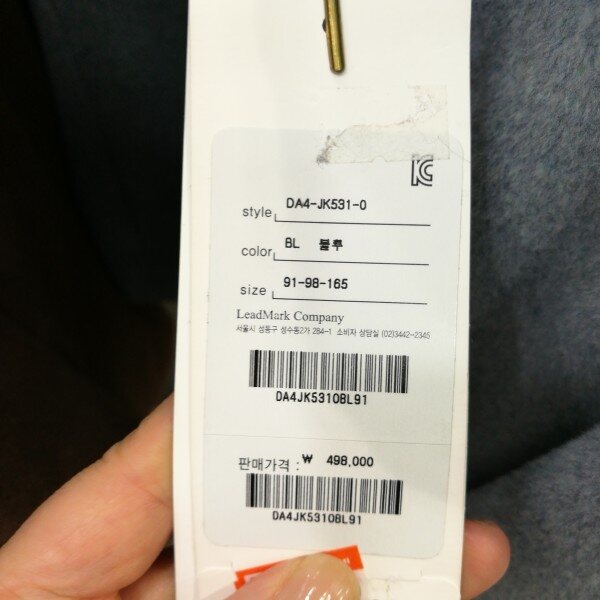 style DA4-JK531-0
color BL 블루
size 91-98-165
LeadMark Company
서울시 성동구 성수동2가 284-1 소비자 상담실 (02)3442-2345
DA4JK5310BL91
판매가격 : ₩ 498,000
DA4JK5310BL91